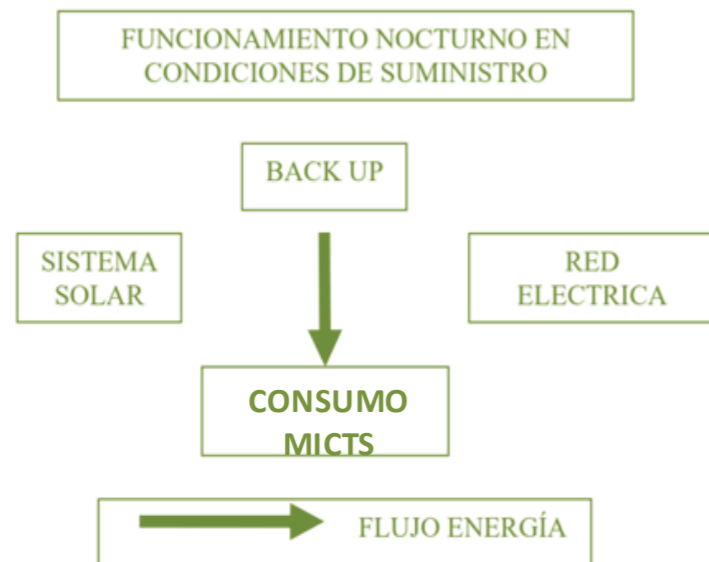 FUNCIONAMIENTO NOCTURNO EN
CONDICIONES DE SUMINISTRO
BACK UP
SISTEMA
SOLAR
RED
ELECTRICA
CONSUMO
MICTS
FLUJO ENERGÍA